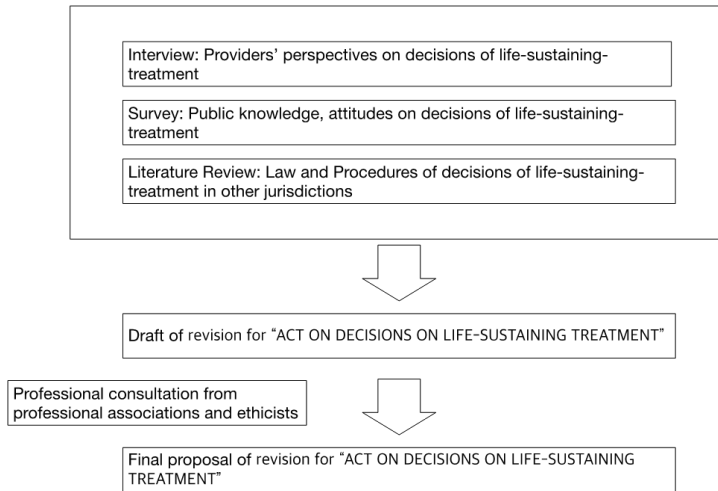 Interview: Providers’ perspectives on decisions of life-sustaining-
treatment
Survey: Public knowledge, attitudes on decisions of life-sustaining-
treatment
Literature Review: Law and Procedures of decisions of life-sustaining-
treatment in other jurisdictions
Draft of revision for “ACT ON DECISIONS ON LIFE-SUSTAINING TREATMENT”
Professional consultation from
professional associations and ethicists
Final proposal of revision for “ACT ON DECISIONS ON LIFE-SUSTAINING
TREATMENT”